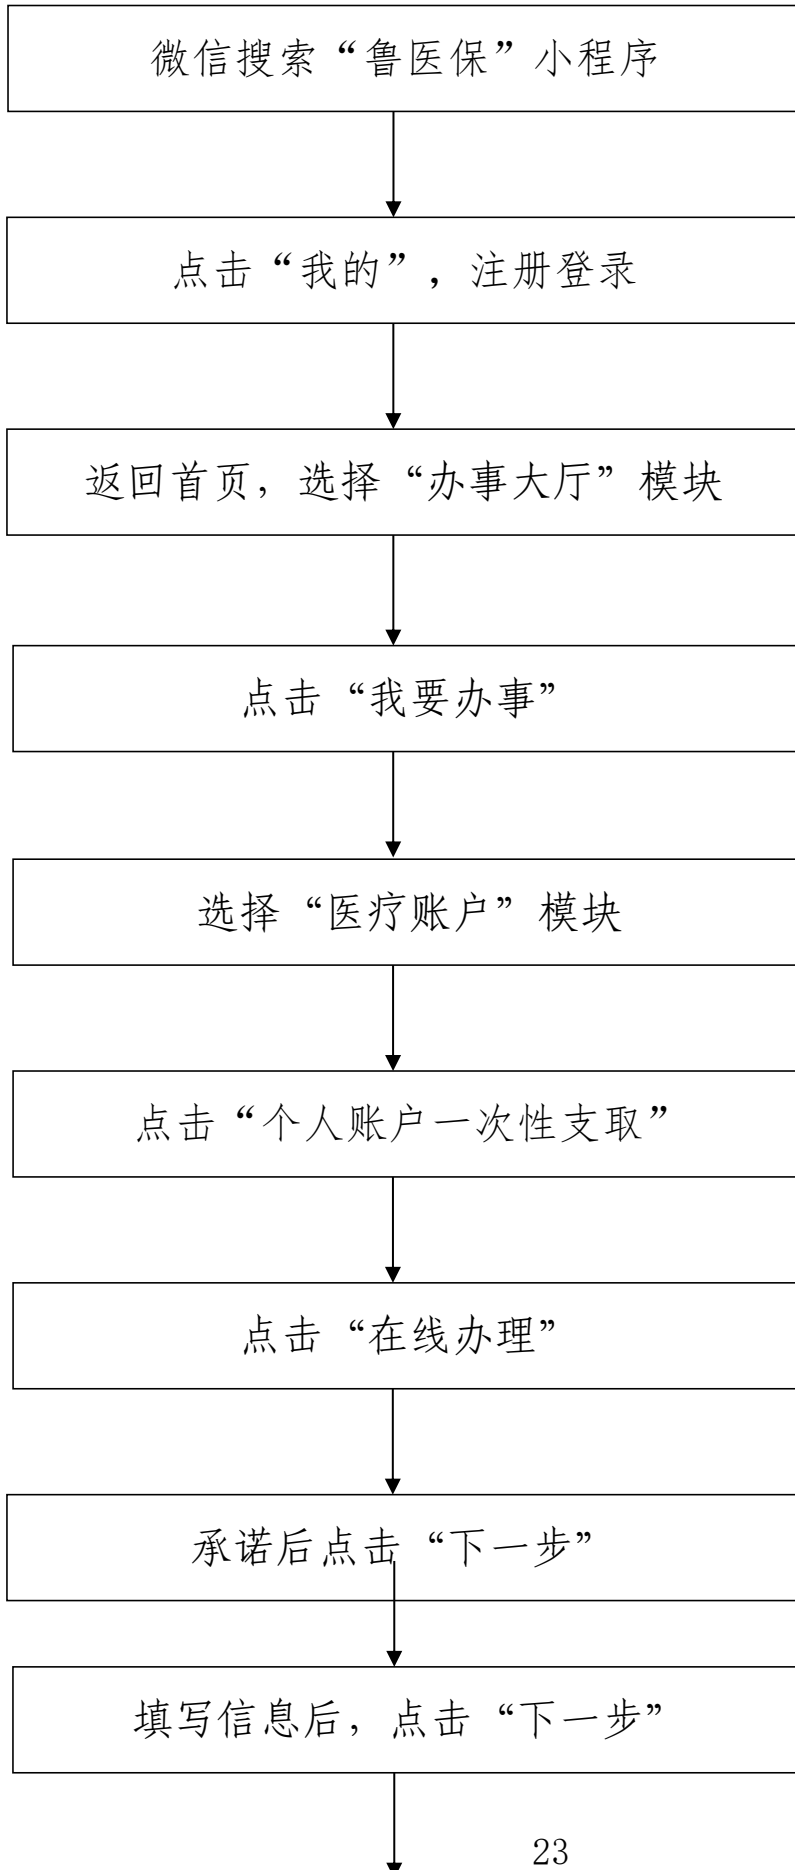 微信搜索“鲁医保”小程序
点击“我的”，注册登录
返回首页，选择“办事大厅”模块
点击“我要办事”
选择“医疗账户”模块
点击“个人账户一次性支取”
点击“在线办理”
承诺后点击“下一步”
填写信息后，点击“下一步”
23